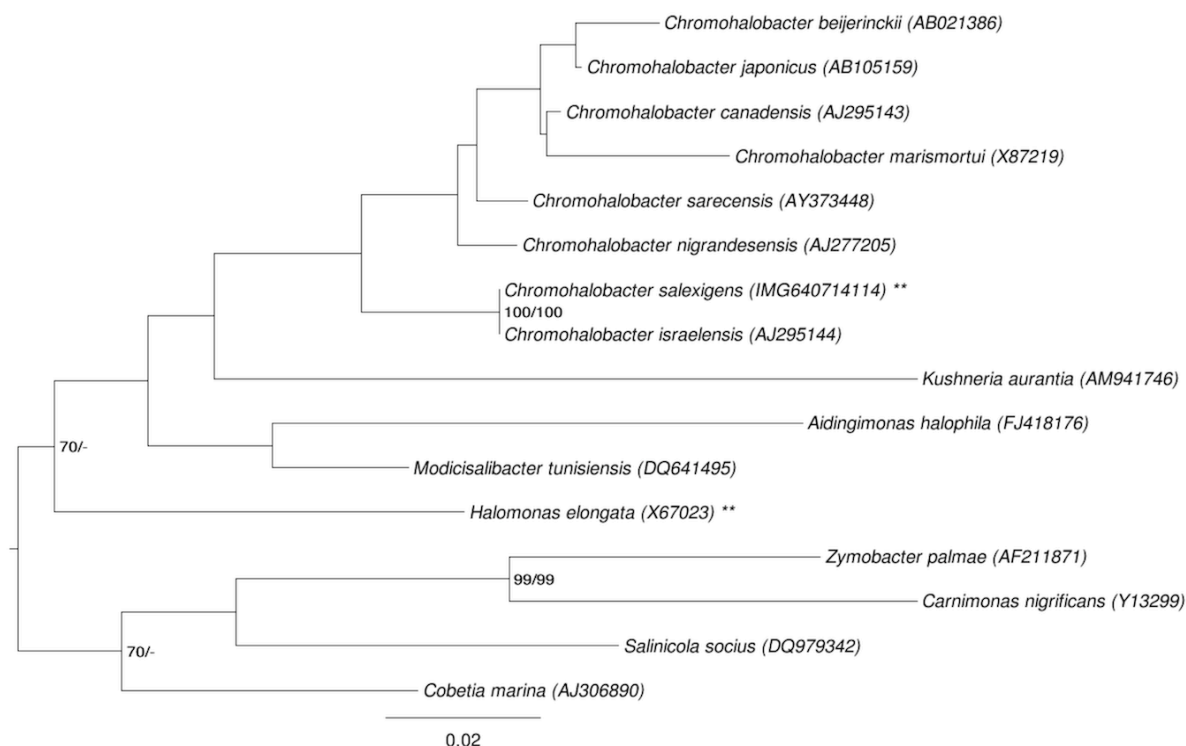 Chromohalobacter beijerinckii (AB021386)
Chromohalobacter japonicus (AB105159)
Chromohalobacter canadensis (AJ295143)
Chromohalobacter marismortui (X87219)
Chromohalobacter sarecensis (AY373448)
Chromohalobacter nigrandesensis (AJ277205)
Chromohalobacter salexigens (IMG640714114) **
100/100
Chromohalobacter israelensis (AJ295144)
Kushneria aurantia (AM941746)
Aidingimonas halophila (FJ418176)
70/-
Modicisalibacter tunisiensis (DQ641495)
Halomonas elongata (X67023) **
Zymobacter palmae (AF211871)
99/99
Carnimonas nigrificans (Y13299)
Salinicola socius (DQ979342)
70/-
Cobetia marina (AJ306890)
0.02